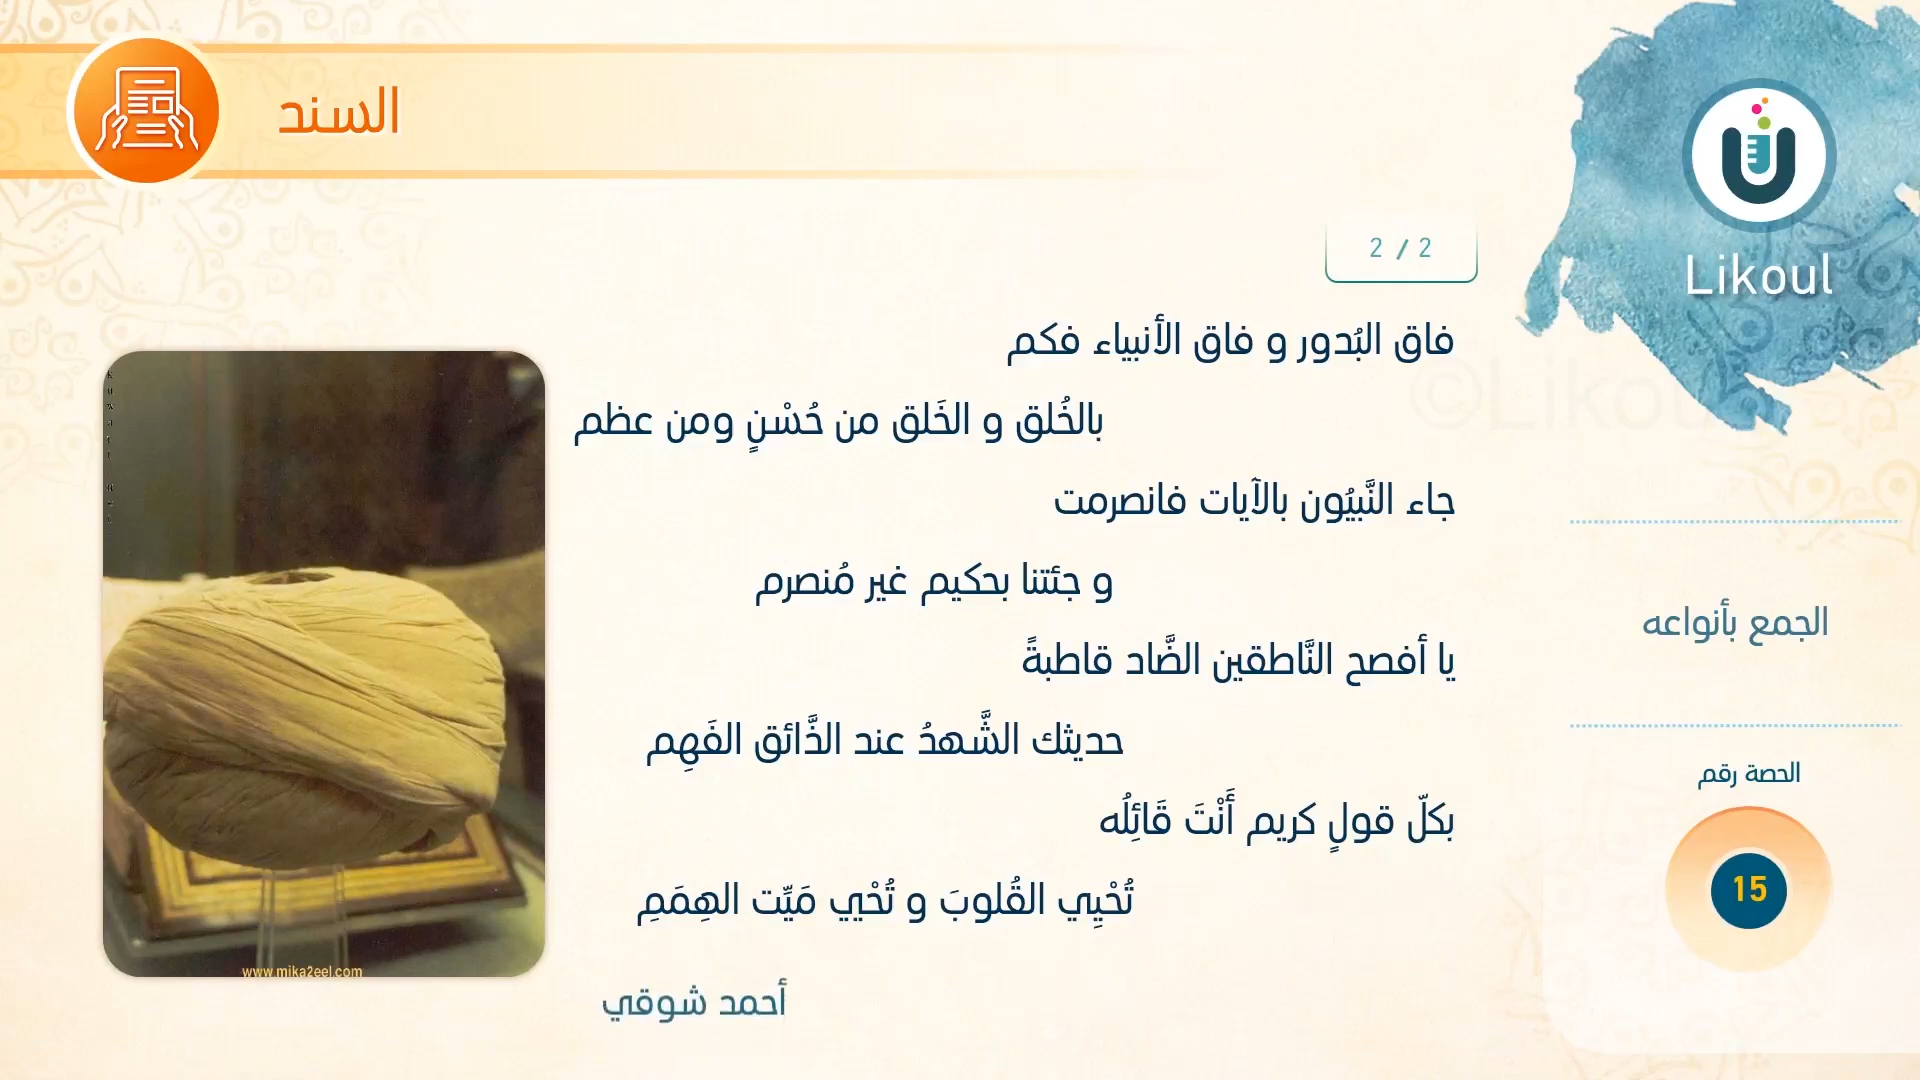 السند
Likoul
2 / 2
فاق البُدور و فاق الأنبياء فكم
بالخُلق و الخَلق من حُسْنٍ ومن عظم
جاء النَّبيُون بالآيات فانصرمت
و جئتنا بحكيم غير مُنصرم
يا أفصح النَّاطقين الضَّاد قاطبةً
حديثك الشَّهدُ عند الذَّائق الفَهِم
بكلّ قولٍ كريم أَنْتَ قَائِلُه
تُحْيِي القُلوبَ و تُحْيي مَيِّت الهِمَمِ
أحمد شوقي
©Likoul
الجمع بأنواعه
الحصة رقم
15
www.mika2eel.com